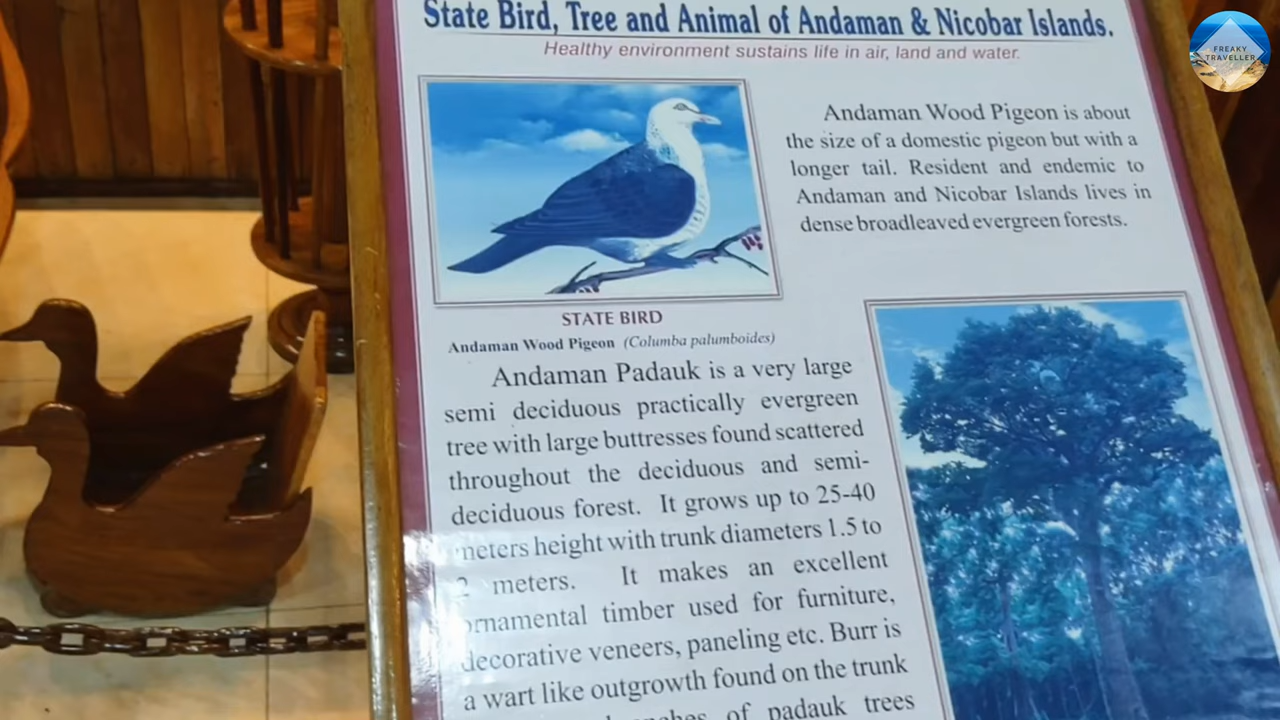 State Bird, Tree and Animal of Andaman & Nicobar Islands.
Healthy environment sustains life in air, land and water.
FREAKY
TRAVELLER
Andaman Wood Pigeon is about
the size of a domestic pigeon but with a
longer tail. Resident and endemic to
Andaman and Nicobar Islands lives in
dense broadleaved evergreen forests.
STATE BIRD
Andaman Wood Pigeon (Columba palumboides)
Andaman Padauk is a very large
semi deciduous practically evergreen
tree with large buttresses found scattered
throughout the deciduous and semi-
deciduous forest. It grows up to 25-40
meters height with trunk diameters 1.5 to
2 meters. It makes an excellent
ornamental timber used for furniture,
decorative veneers, paneling etc. Burr is
a wart like outgrowth found on the trunk
of padauk trees